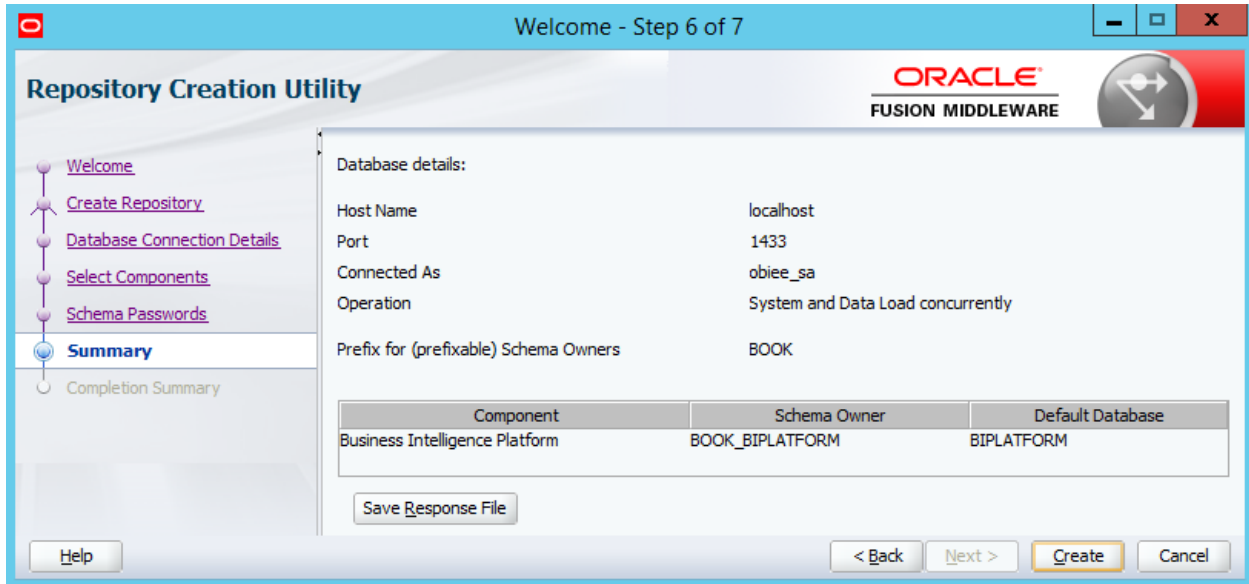 Welcome - Step 6 of 7
Repository Creation Utility
ORACLE
FUSION MIDDLEWARE
Welcome
Create Repository
Database Connection Details
Select Components
Schema Passwords
Summary
Completion Summary
Database details:
Host Name localhost
Port 1433
Connected As obiee_sa
Operation System and Data Load concurrently
Prefix for (prefixable) Schema Owners BOOK
Component Schema Owner Default Database
Business Intelligence Platform BOOK_BIPLATFORM BIPLATFORM
Save Response File
Help < Back Next > Create Cancel